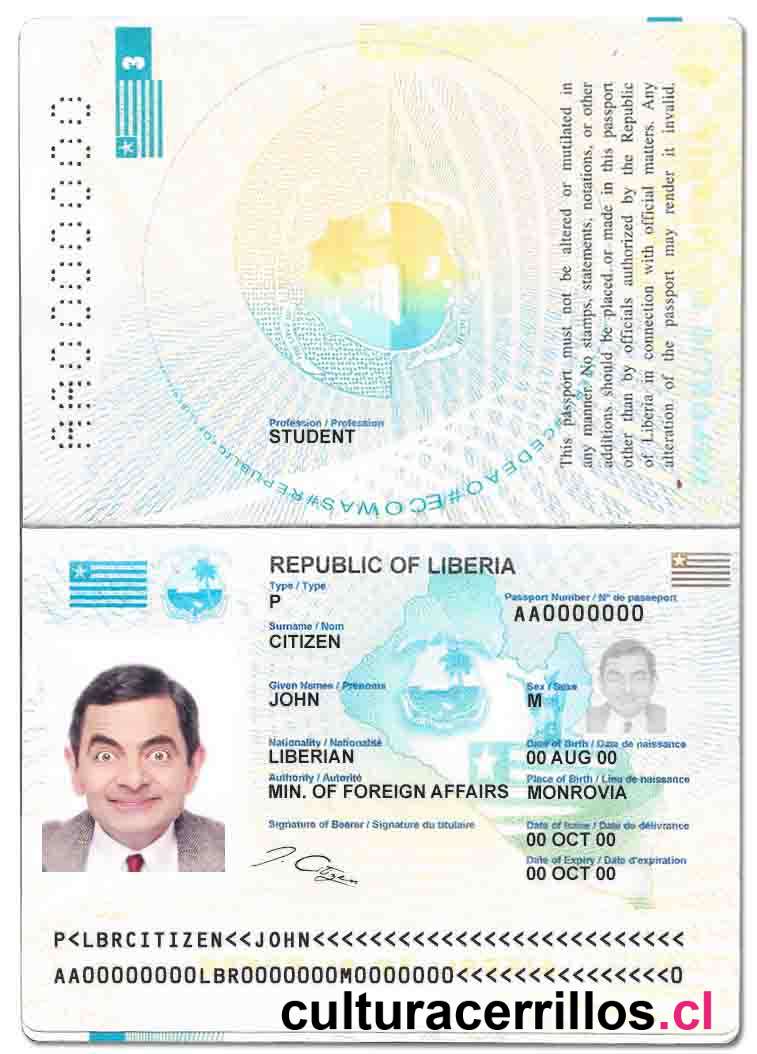 3
AA0000000
This passport must not be altered or mutilated in
any manner. No stamps, statements, notations, or other
additions should be placed or made in this passport
other than by officials authorized by the Republic
of Liberia in connection with official matters. Any
alteration of the passport may render it invalid.
Profession / Profession
STUDENT
CEDEAO#ECOWAS#REPUBLIC OF
REPUBLIC OF LIBERIA
Type / Type
P
Passport Number / N° de passeport
AA0000000
Surname / Nom
CITIZEN
Given Names / Prénoms
JOHN
Sex / Sexe
M
Nationality / Nationalité
LIBERIAN
Date of Birth / Date de naissance
00 AUG 00
Authority / Autorité
MIN. OF FOREIGN AFFAIRS
Place of Birth / Lieu de naissance
MONROVIA
Signature of Bearer / Signature du titulaire
J. Citizen
Date of Issue / Date de délivrance
00 OCT 00
Date of Expiry / Date d'expiration
00 OCT 00
P<LBRCITIZEN<<JOHN<<<<<<<<<<<<<<<<<<<<<<<<<<
AA00000000LBR0000000M0000000<<<<<<<<<<<<<<<0
culturacerrillos.cl